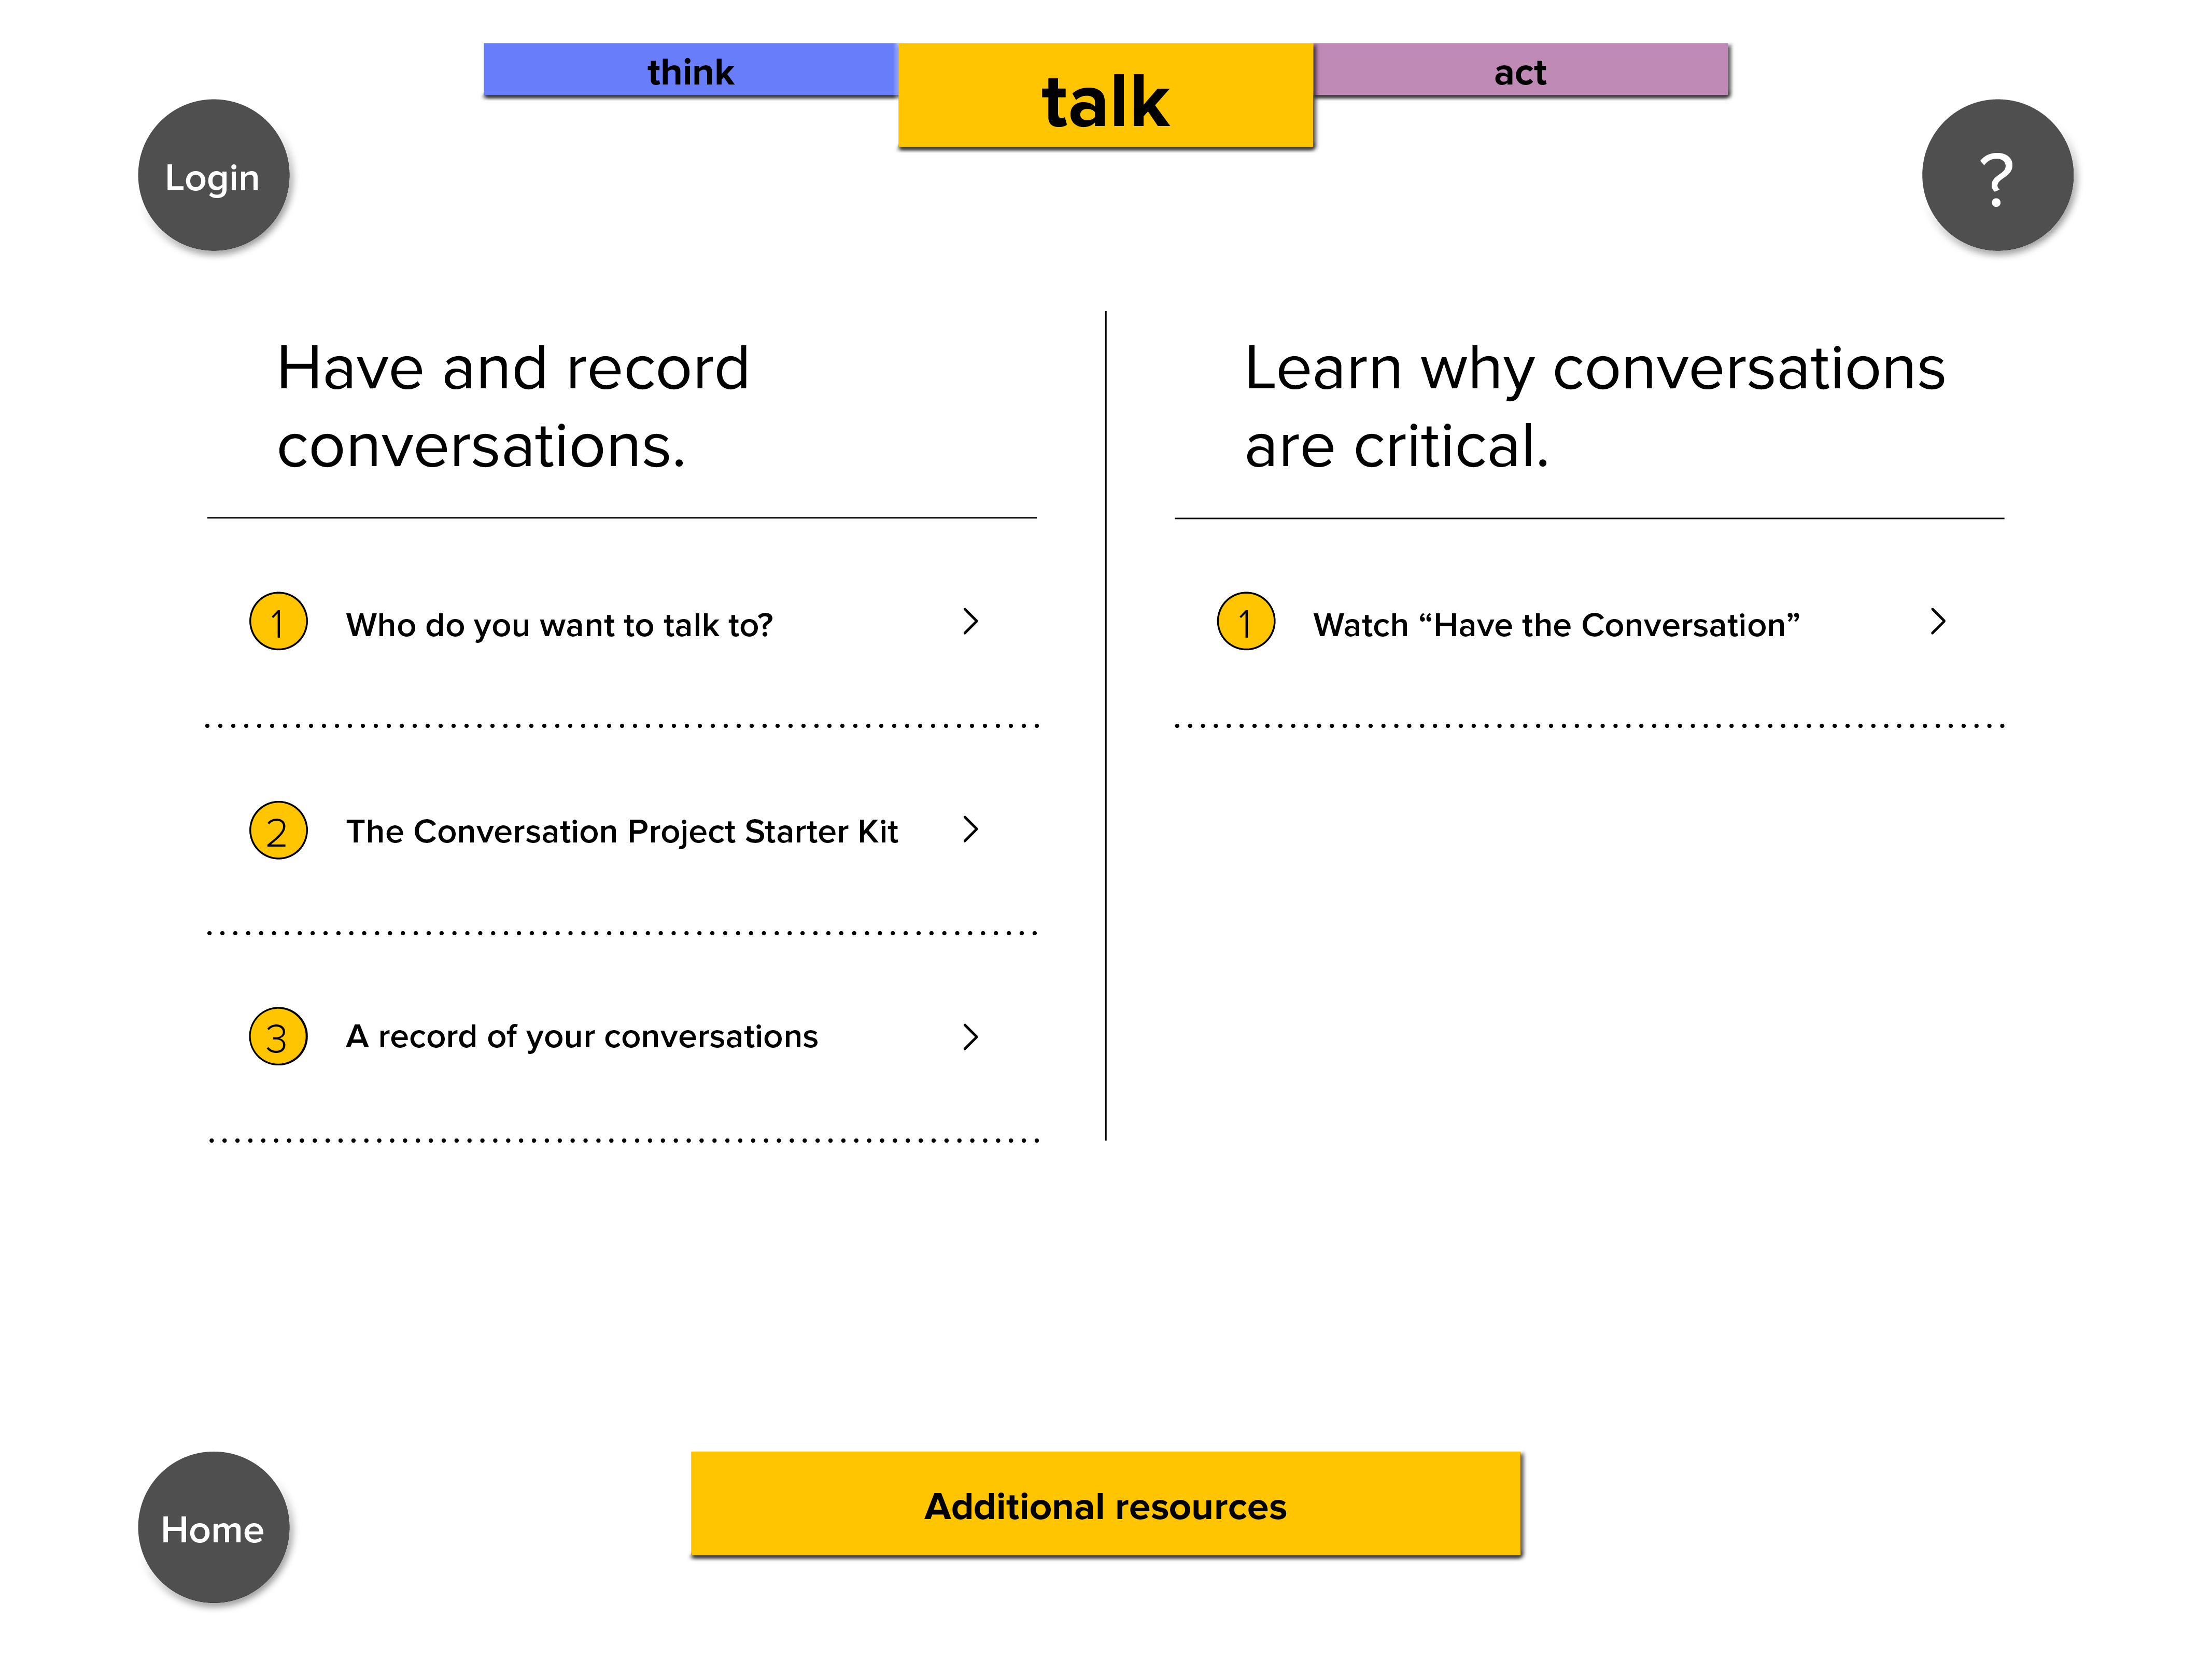 think
talk
act
Login
?
Have and record
conversations.
1 Who do you want to talk to?
2 The Conversation Project Starter Kit
3 A record of your conversations
Learn why conversations
are critical.
1 Watch “Have the Conversation”
Home
Additional resources